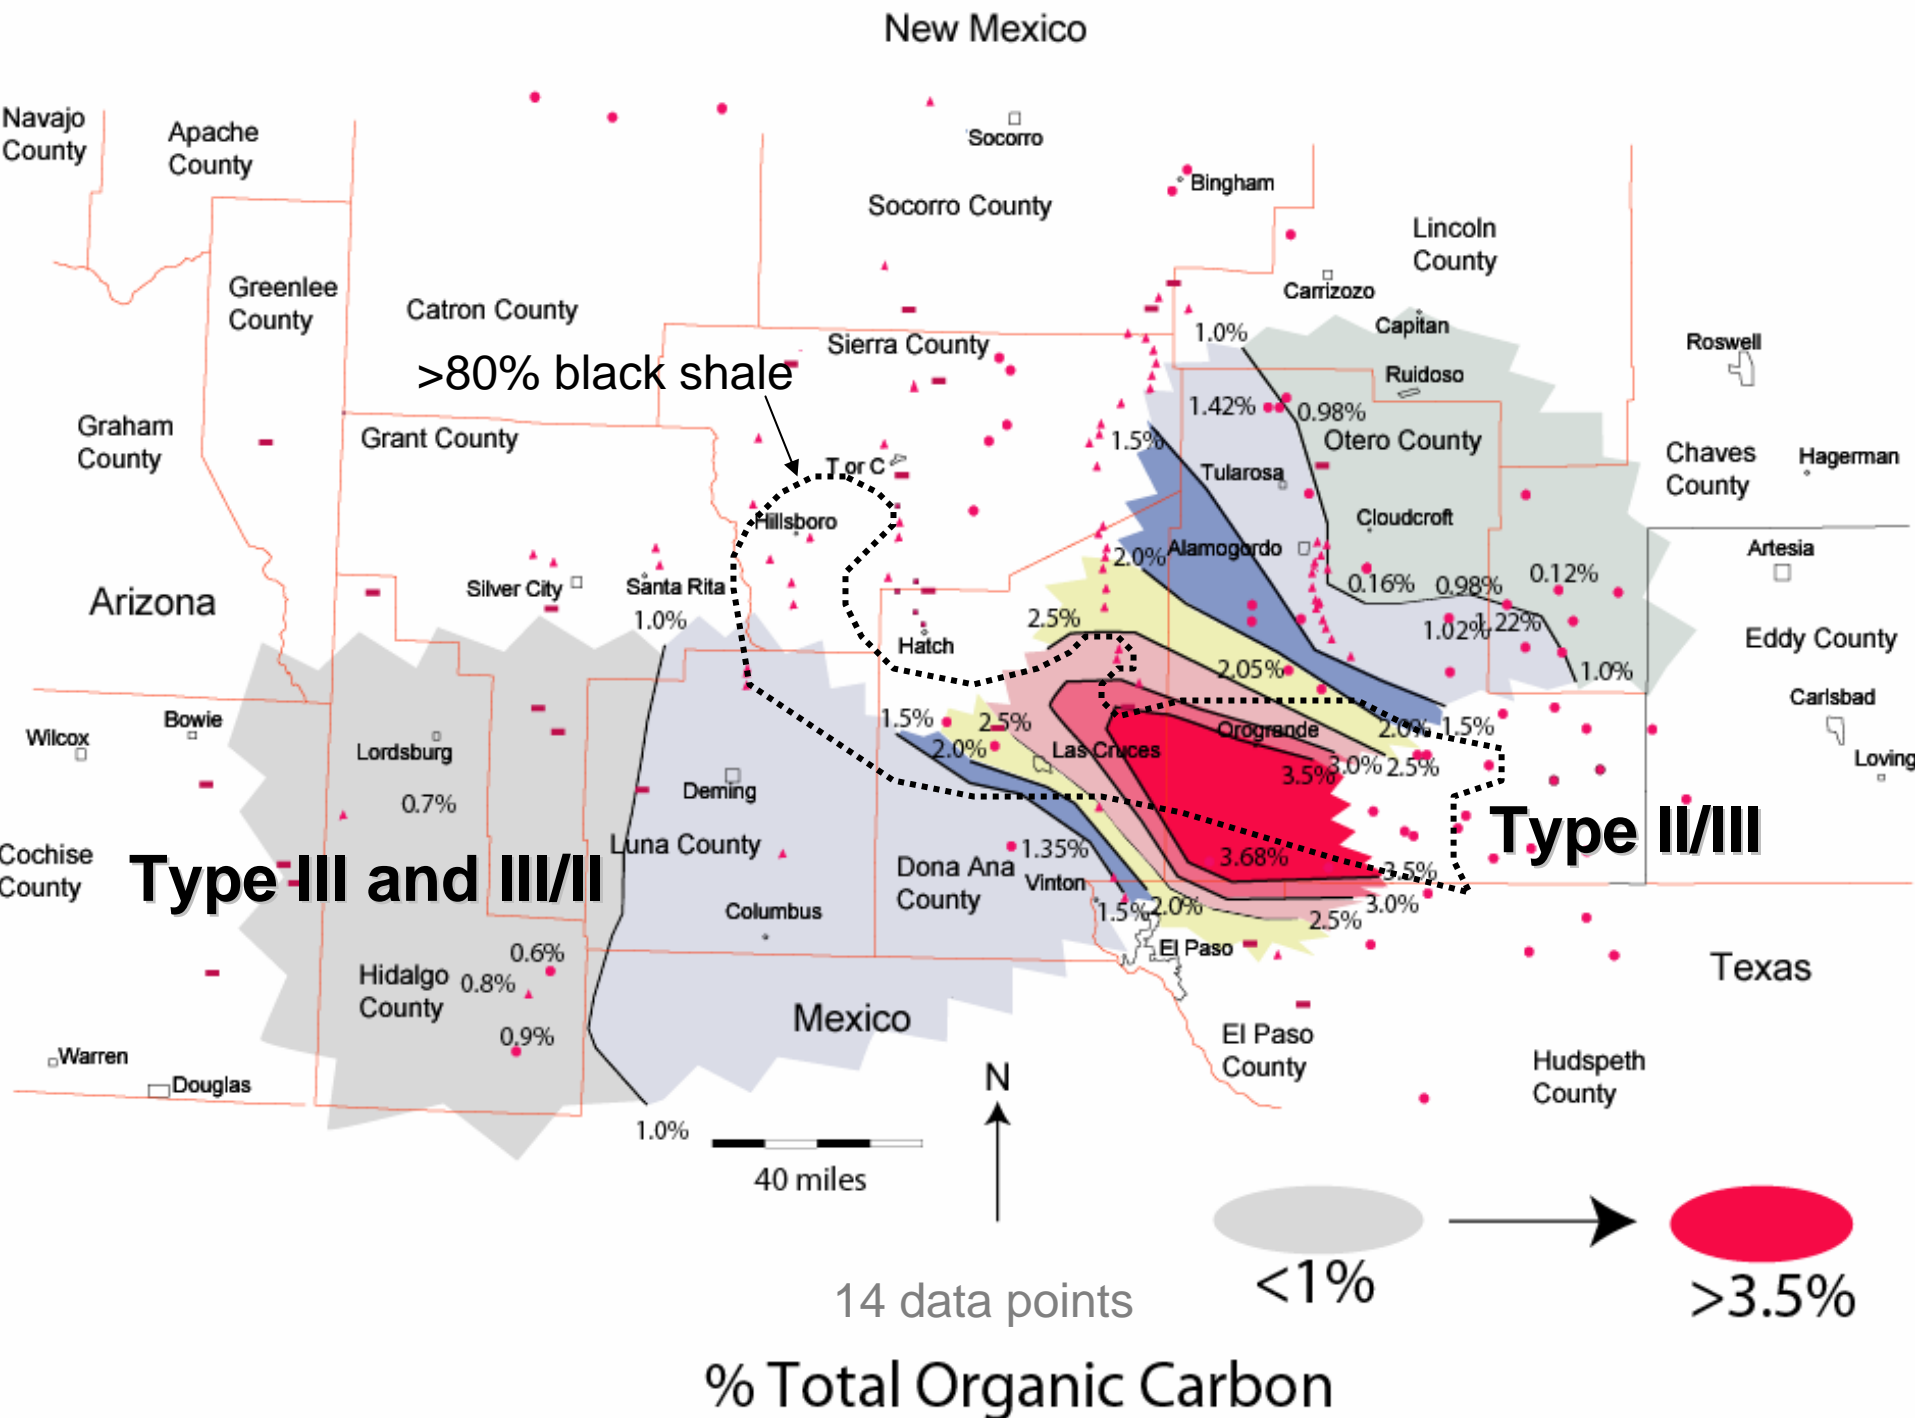 New Mexico
Navajo
County
Apache
County
Socorro
Bingham
Socorro County
Lincoln
County
Greenlee
County
Catron County
Carrizozo
Capitan
1.0%
Sierra County
Roswell
>80% black shale
Ruidoso
1.42%
0.98%
Graham
County
Grant County
1.5%
Otero County
Chaves
County
Hagerman
T or C
Tularosa
Hillsboro
Cloudcroft
Alamogordo
Artesia
2.0%
Arizona
Silver City
Santa Rita
0.16%
0.98%
0.12%
1.0%
2.5%
1.02%
1.22%
Hatch
Eddy County
2.05%
1.0%
Carlsbad
Bowie
Wilcox
1.5%
2.5%
Orogrande
2.0%
1.5%
Lordsburg
2.0%
Las Cruces
3.5%
3.0%
2.5%
Loving
Deming
0.7%
Type II/III
Luna County
1.35%
3.68%
Cochise
County
Type III and III/II
Dona Ana
County
Vinton
3.5%
Columbus
1.5%
2.0%
3.0%
2.5%
0.6%
El Paso
Hidalgo
County
0.8%
Texas
Mexico
0.9%
El Paso
County
Warren
Hudspeth
County
Douglas
N
1.0%
40 miles
<1%
>3.5%
14 data points
% Total Organic Carbon